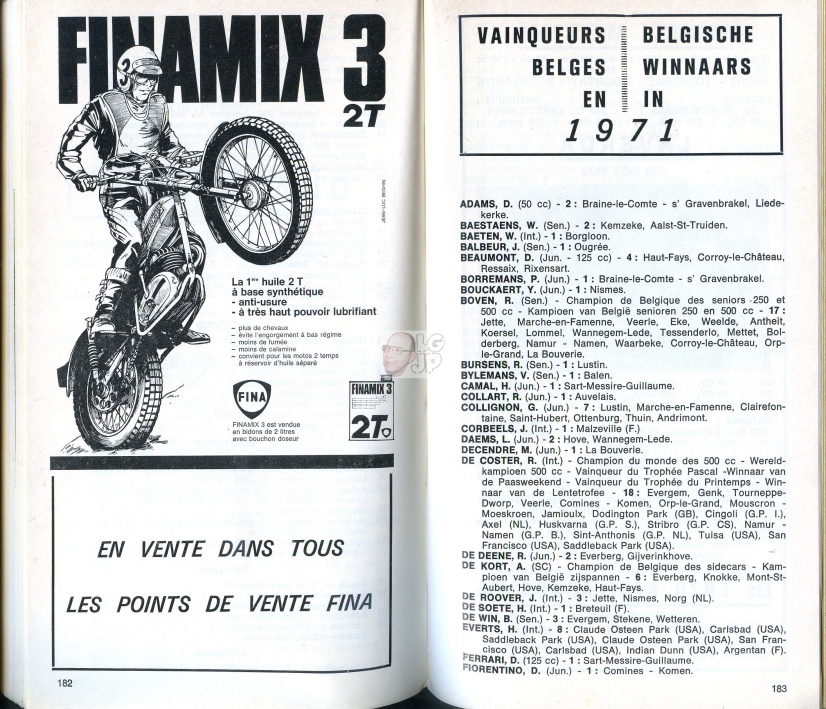 FINAMIX 3
2T
3
JEAN-LUC BEGHIN
La 1ère huile 2 T
à base synthétique
- anti-usure
- à très haut pouvoir lubrifiant
— plus de chevaux
— évite l'engorgement à bas régime
— moins de fumée
— moins de calamine
— convient pour les motos 2 temps
à réservoir d'huile séparé
FINA
FINAMIX 3 est vendue
en bidons de 2 litres
avec bouchon doseur
FINAMIX 3
2T
LG
JP
EN VENTE DANS TOUS
LES POINTS DE VENTE FINA
182
VAINQUEURS BELGISCHE
BELGES WINNAARS
EN IN
1971
ADAMS, D. (50 cc) - 2 : Braine-le-Comte - s' Gravenbrakel, Liede-
kerke.
BAESTAENS, W. (Sen.) - 2 : Kemzeke, Aalst-St-Truiden.
BAETEN, W. (Int.) - 1 : Borgloon.
BALBEUR, J. (Sen.) - 1 : Ougrée.
BEAUMONT, D. (Jun. - 125 cc) - 4 : Haut-Fays, Corroy-le-Château,
Ressaix, Rixensart.
BORREMANS, P. (Jun.) - 1 : Braine-le-Comte - s' Gravenbrakel.
BOUCKAERT, Y. (Jun.) - 1 : Nismes.
BOVEN, R. (Sen.) - Champion de Belgique des seniors 250 et
500 cc - Kampioen van België senioren 250 en 500 cc - 17 :
Jette, Marche-en-Famenne, Veerle, Eke, Weelde, Antheit,
Koersel, Lommel, Wannegem-Lede, Tessenderlo, Mettet, Bol-
derberg, Namur - Namen, Waarbeke, Corroy-le-Château, Orp-
le-Grand, La Bouverie.
BURSENS, R. (Sen.) - 1 : Lustin.
BYLEMANS, V. (Sen.) - 1 : Balen.
CAMAL, H. (Jun.) - 1 : Sart-Messire-Guillaume.
COLLART, R. (Jun.) - 1 : Auvelais.
COLLIGNON, G. (Jun.) - 7 : Lustin, Marche-en-Famenne, Clairefon-
taine, Saint-Hubert, Ottenburg, Thuin, Andrimont.
CORBEELS, J. (Int.) - 1 : Malzeville (F.)
DAEMS, L. (Jun.) - 2 : Hove, Wannegem-Lede.
DECENDRE, M. (Jun.) - 1 : La Bouverie.
DE COSTER, R. (Int.) - Champion du monde des 500 cc - Wereld-
kampioen 500 cc - Vainqueur du Trophée Pascal -Winnaar van
de Paasweekend - Vainqueur du Trophée du Printemps - Win-
naar van de Lentetrofee - 18 : Evergem, Genk, Tourneppe-
Dworp, Veerle, Comines - Komen, Orp-le-Grand, Mouscron -
Moeskroen, Jamioulx, Dodington Park (GB), Cingoli (G.P. I.),
Axel (NL), Huskvarna (G.P. S.), Stribro (G.P. CS), Namur -
Namen (G.P. B.), Sint-Anthonis (G.P. NL), Tulsa (USA), San
Francisco (USA), Saddleback Park (USA).
DE DEENE, R. (Jun.) - 2 : Everberg, Gijverinkhove.
DE KORT, A. (SC) - Champion de Belgique des sidecars - Kam-
pioen van België zijspannen - 6 : Everberg, Knokke, Mont-St-
Aubert, Hove, Kemzeke, Haut-Fays.
DE ROOVER, J. (Int.) - 3 : Jette, Nismes, Norg (NL.)
DE SOETE, H. (Int.) - 1 : Breteuil (F.)
DE WIN, B. (Sen.) - 3 : Evergem, Stekene, Wetteren.
EVERTS, H. (Int.) - 8 : Claude Osteen Park (USA), Carlsbad (USA),
Saddleback Park (USA), Claude Osteen Park (USA), San Fran-
cisco (USA), Carlsbad (USA), Indian Dunn (USA), Argentan (F).
FERRARI, D. (125 cc) - 1 : Sart-Messire-Guillaume.
FIORENTINO, D. (Jun.) - 1 : Comines - Komen.
183